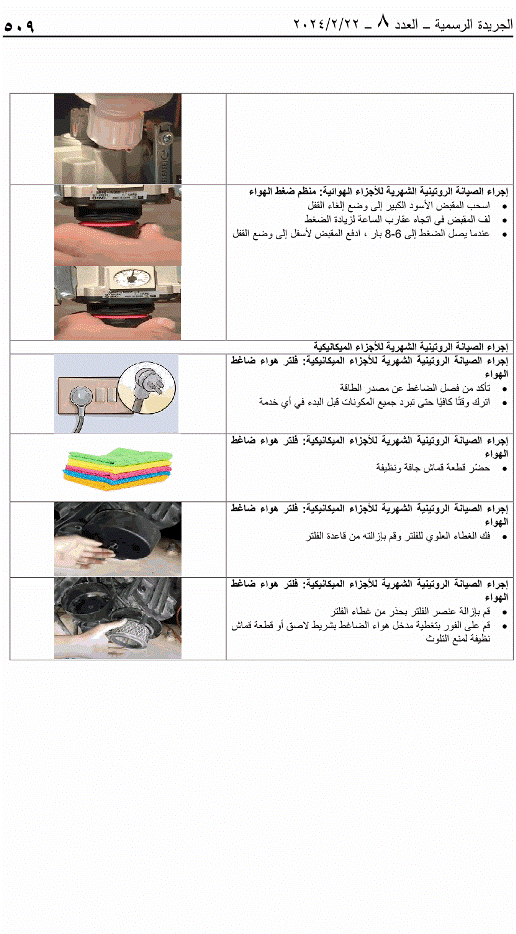 الجريدة الرسمية – العدد ٨ – ٢٠٢٤/٢/٢٢
٥٠٩
إجراء الصيانة الروتينية الشهرية للأجزاء الهوائية: منظم ضغط الهواء
• اسحب المقبض الأسود الكبير إلى وضع إلغاء القفل
• لف المقبض في اتجاه عقارب الساعة لزيادة الضغط
• عندما يصل الضغط إلى 6-8 بار ، ادفع المقبض لأسفل إلى وضع القفل
إجراء الصيانة الروتينية الشهرية للأجزاء الميكانيكية
إجراء الصيانة الروتينية الشهرية للأجزاء الميكانيكية: فلتر هواء ضاغط
الهواء
• تأكد من فصل الضاغط عن مصدر الطاقة
• اترك وقتًا كافيًا حتى تبرد جميع المكونات قبل البدء في أي خدمة
إجراء الصيانة الروتينية الشهرية للأجزاء الميكانيكية: فلتر هواء ضاغط
الهواء
• حضّر قطعة قماش جافة ونظيفة
إجراء الصيانة الروتينية الشهرية للأجزاء الميكانيكية: فلتر هواء ضاغط
الهواء
• فك الغطاء العلوي للفلتر وقم بإزالته من قاعدة الفلتر
إجراء الصيانة الروتينية الشهرية للأجزاء الميكانيكية: فلتر هواء ضاغط
الهواء
• قم بإزالة عنصر الفلتر بحذر من غطاء الفلتر
• قم على الفور بتغطية مدخل هواء الضاغط بشريط لاصق أو قطعة قماش
نظيفة لمنع التلوث